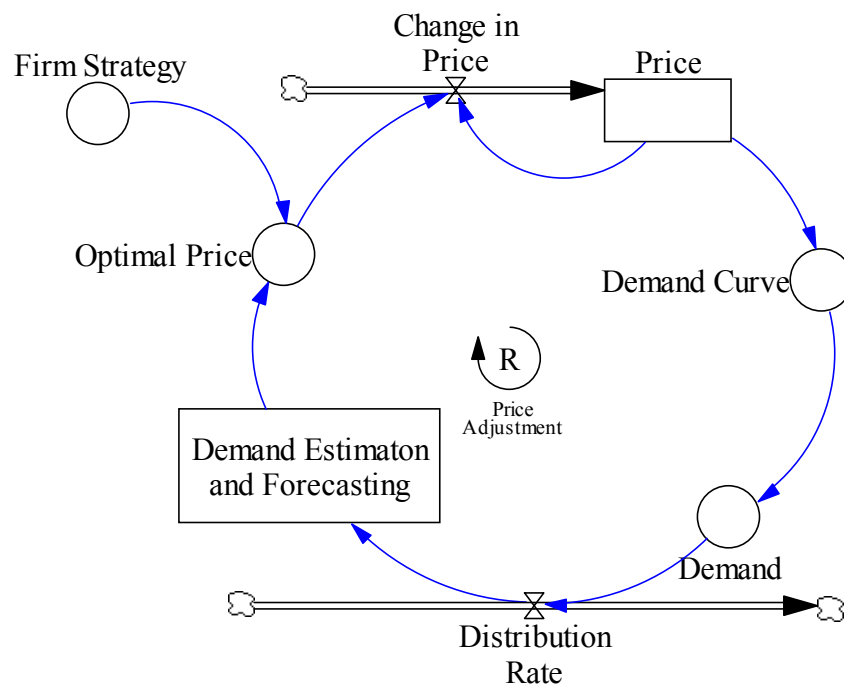 Change in
Price
Firm Strategy
Price
Optimal Price
Demand Curve
R
Price
Adjustment
Demand Estimaton
and Forecasting
Demand
Distribution
Rate